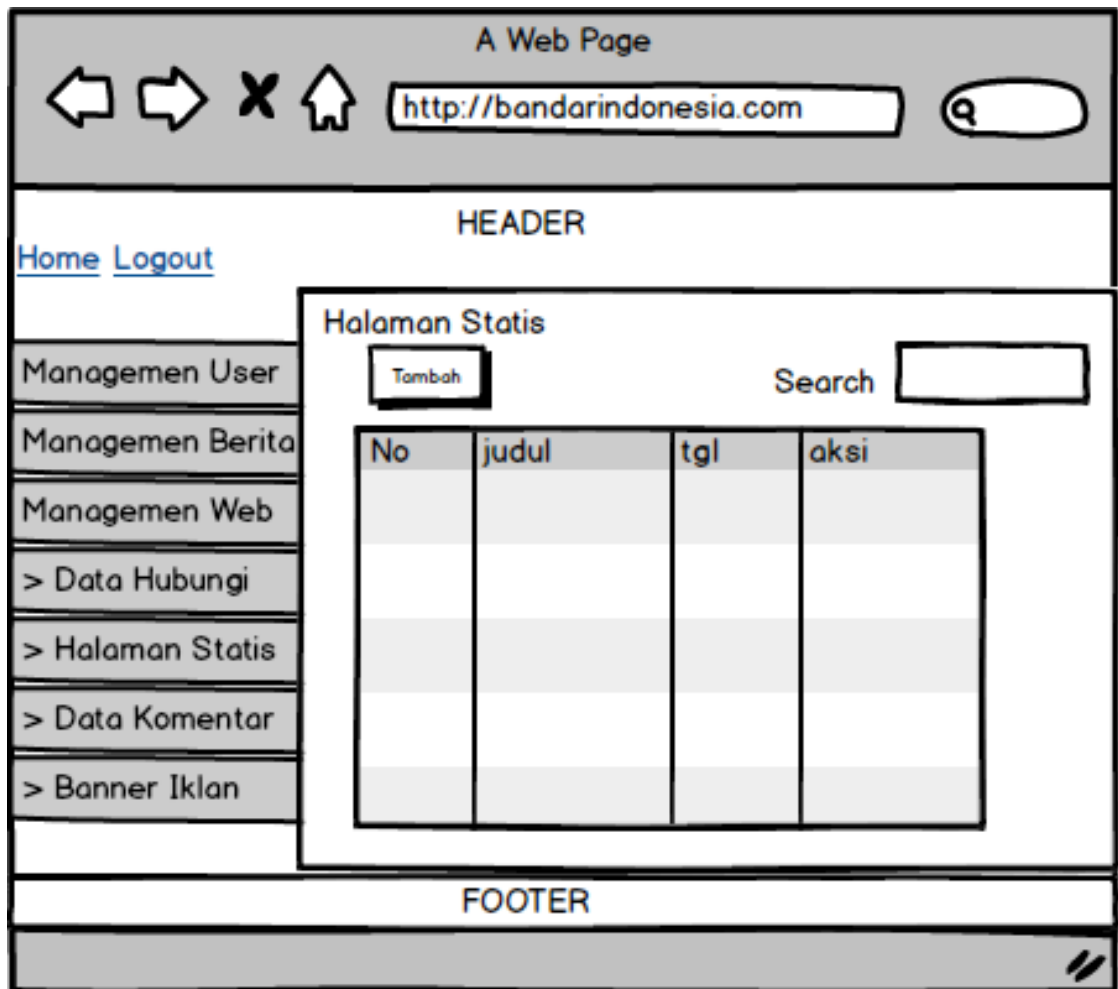 A Web Page
http://bandarindonesia.com
HEADER
Home Logout
Halaman Statis
Tambah
Search
No judul tgl aksi
Managemen User
Managemen Berita
Managemen Web
> Data Hubungi
> Halaman Statis
> Data Komentar
> Banner Iklan
FOOTER